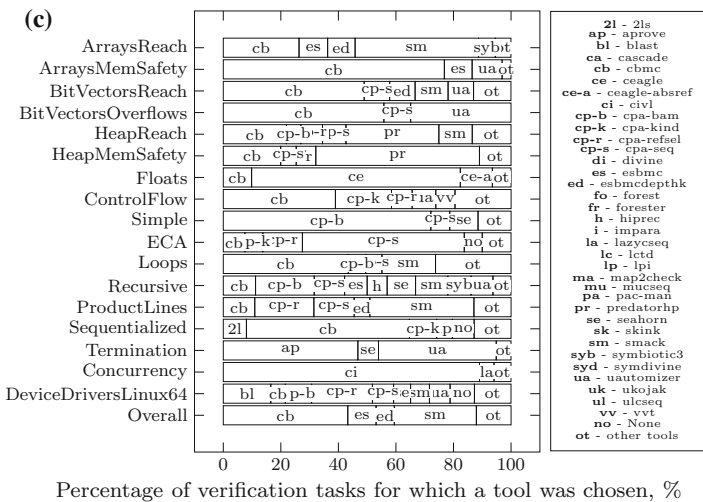 (c)
ArraysReach cb es ed sm syb ot
ArraysMemSafety cb es ua ot
BitVectorsReach cb cp-s ed sm ua ot
BitVectorsOverflows cb cp-s ua
HeapReach cb cp-b cp-k pr sm ot
HeapMemSafety cb cp-s pr ot
Floats cb ce ce-a ot
ControlFlow cb cp-k cp-r ua vv ot
Simple cp-b cp-s se ot
ECA cb cp-k cp-r cp-s no ot
Loops cb cp-b cp-s sm ot
Recursive cb cp-b cp-s es h se sm syb ua ot
ProductLines cb cp-r cp-s ed sm ot
Sequentialized 2l cb cp-k no ot
Termination ap se ua ot
Concurrency ci la ot
DeviceDriversLinux64 bl cb cp-b cp-r cp-s es sm ua no ot
Overall cb es ed sm ot
0 20 40 60 80 100
Percentage of verification tasks for which a tool was chosen, %
2l - 2ls
ap - aprove
bl - blast
ca - cascade
cb - cbmc
ce - ceagle
ce-a - ceagle-absref
ci - civl
cp-b - cpa-bam
cp-k - cpa-kind
cp-r - cpa-refsel
cp-s - cpa-seq
di - divine
es - esbmc
ed - esbmcdepthk
fo - forest
fr - forester
h - hiprec
i - impara
la - lazycseq
lc - lctd
lp - lpi
ma - map2check
mu - mucseq
pa - pac-man
pr - predatorhp
se - seahorn
sk - skink
sm - smack
syb - symbiotic3
syd - symdivine
ua - uautomizer
uk - ukojak
ul - ulcseq
vv - vvt
no - None
ot - other tools